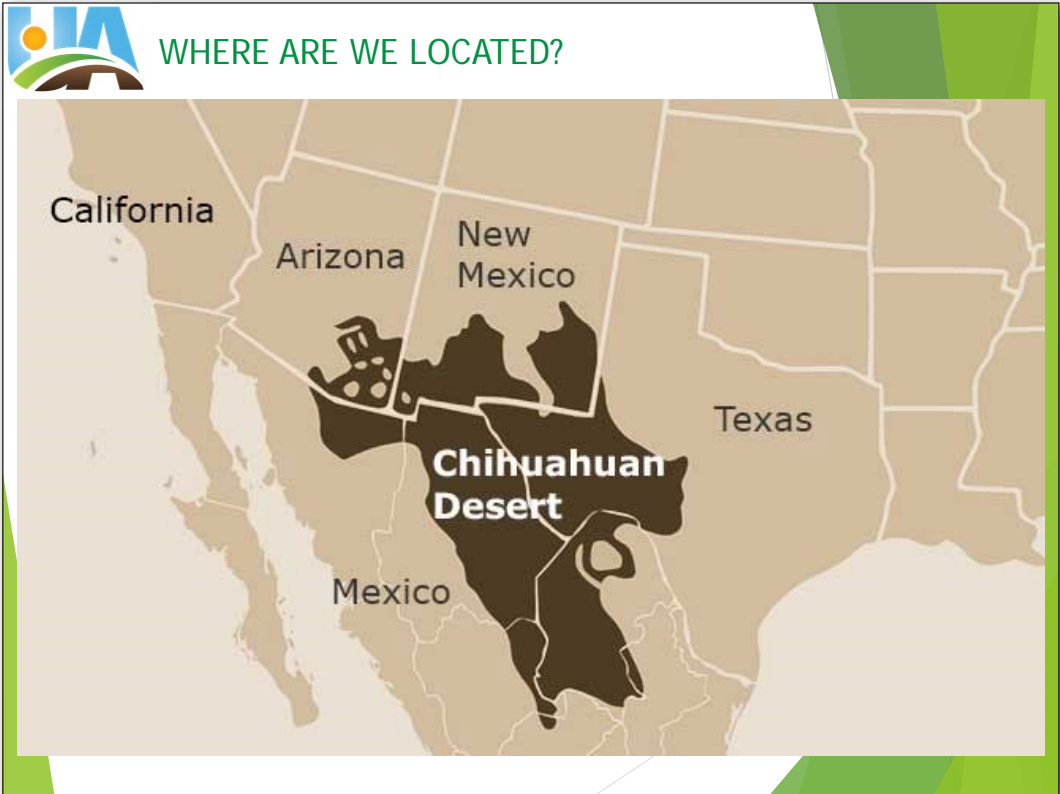 WHERE ARE WE LOCATED?
California
Arizona
New
Mexico
Texas
Chihuahuan
Desert
Mexico